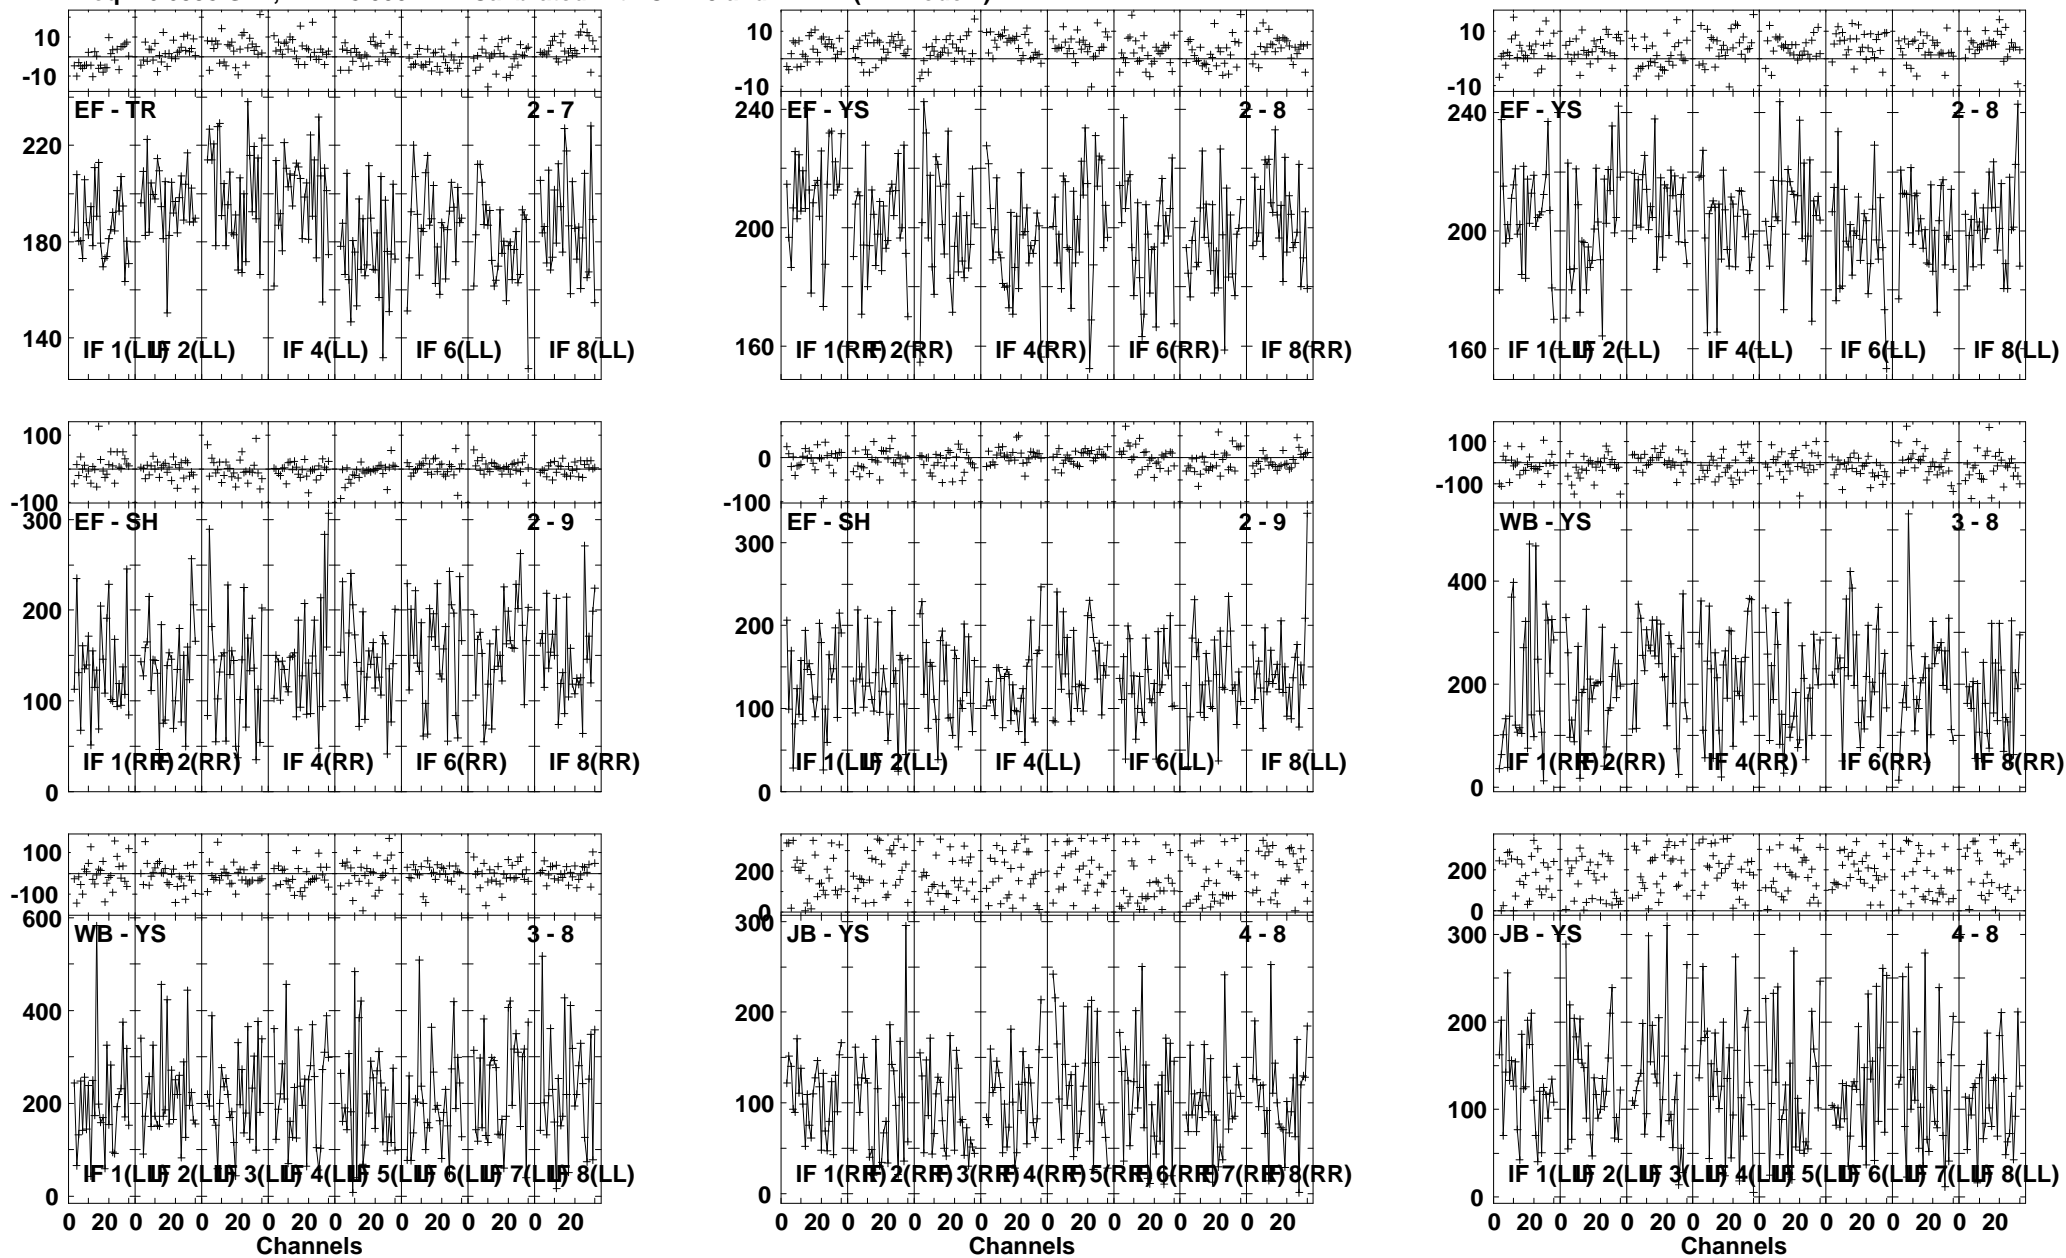 10
-10
EF - TR
2 - 7
220
180
140
IF 1(LL)
IF 2(LL)
IF 4(LL)
IF 6(LL)
IF 8(LL)
10
-10
240
EF - YS
2 - 8
200
160
IF 1(RR)
IF 2(RR)
IF 4(RR)
IF 6(RR)
IF 8(RR)
10
-10
240
EF - YS
2 - 8
200
160
IF 1(LL)
IF 2(LL)
IF 4(LL)
IF 6(LL)
IF 8(LL)
100
-100
300
EF - SH
2 - 9
200
100
0
IF 1(RR)
IF 2(RR)
IF 4(RR)
IF 6(RR)
IF 8(RR)
0
-100
EF - SH
2 - 9
300
200
100
0
IF 1(LL)
IF 2(LL)
IF 4(LL)
IF 6(LL)
IF 8(LL)
100
-100
WB - YS
3 - 8
400
200
0
IF 1(RR)
IF 2(RR)
IF 4(RR)
IF 6(RR)
IF 8(RR)
100
-100
600
WB - YS
3 - 8
400
200
0
IF 1(LL)
IF 2(LL)
IF 3(LL)
IF 4(LL)
IF 5(LL)
IF 6(LL)
IF 7(LL)
IF 8(LL)
0 20 0 20 0 20 0 20 0 20 0 20 0 20 0 20
Channels
200
0
300
JB - YS
4 - 8
200
100
0
IF 1(RR)
IF 2(RR)
IF 3(RR)
IF 4(RR)
IF 5(RR)
IF 6(RR)
IF 7(RR)
IF 8(RR)
0 20 0 20 0 20 0 20 0 20 0 20 0 20 0 20
Channels
200
0
300
JB - YS
4 - 8
200
100
0
IF 1(LL)
IF 2(LL)
IF 3(LL)
IF 4(LL)
IF 5(LL)
IF 6(LL)
IF 7(LL)
IF 8(LL)
0 20 0 20 0 20 0 20 0 20 0 20 0 20 0 20
Channels